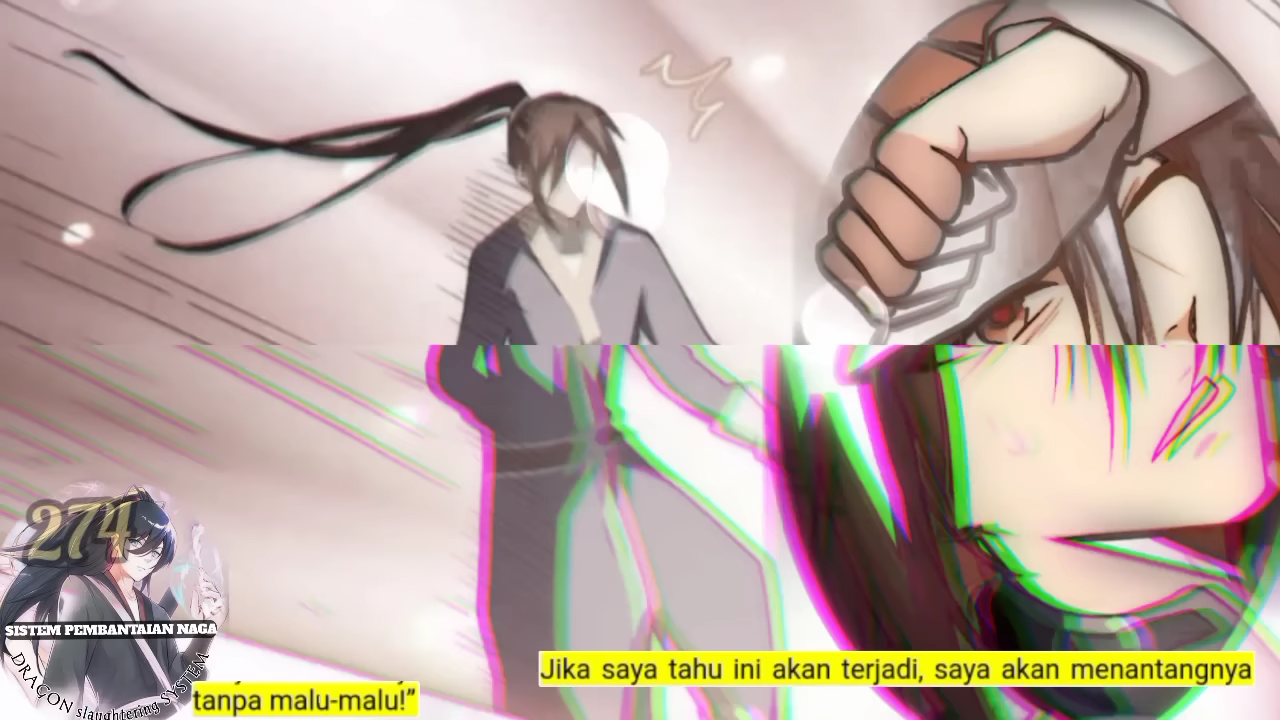 274
SISTEM PEMBANTAIAN NAGA
DRAGON slaughtering SYSTEM
Jika saya tahu ini akan terjadi, saya akan menantangnya
tanpa malu-malu!”